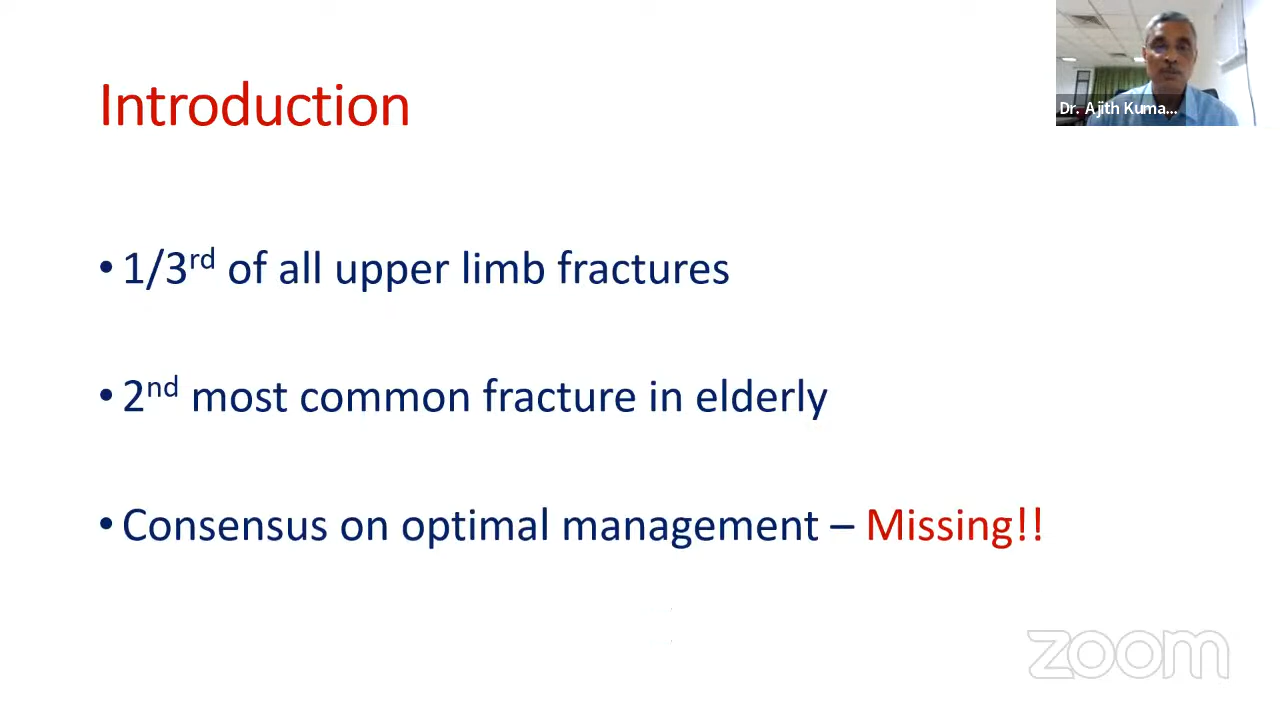 Introduction
Dr. Ajith Kuma...
• 1/3rd of all upper limb fractures
• 2nd most common fracture in elderly
• Consensus on optimal management – Missing!!
zoom